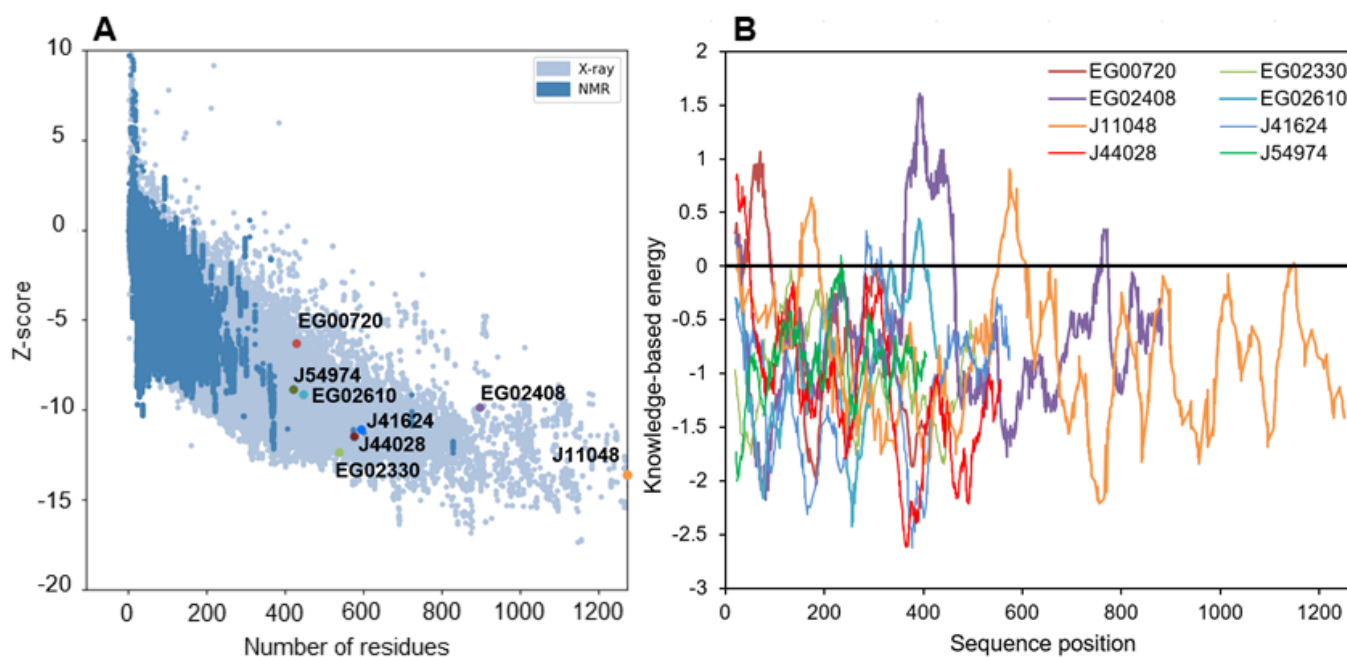 A
10
5
0
-5
-10
-15
-20
Z-score
0 200 400 600 800 1000 1200
Number of residues
X-ray
NMR
EG00720
J54974
EG02610
EG02408
J41624
J44028
J11048
EG02330
B
2
1.5
1
0.5
0
-0.5
-1
-1.5
-2
-2.5
-3
Knowledge-based energy
0 200 400 600 800 1000 1200
Sequence position
EG00720 EG02330
EG02408 EG02610
J11048 J41624
J44028 J54974